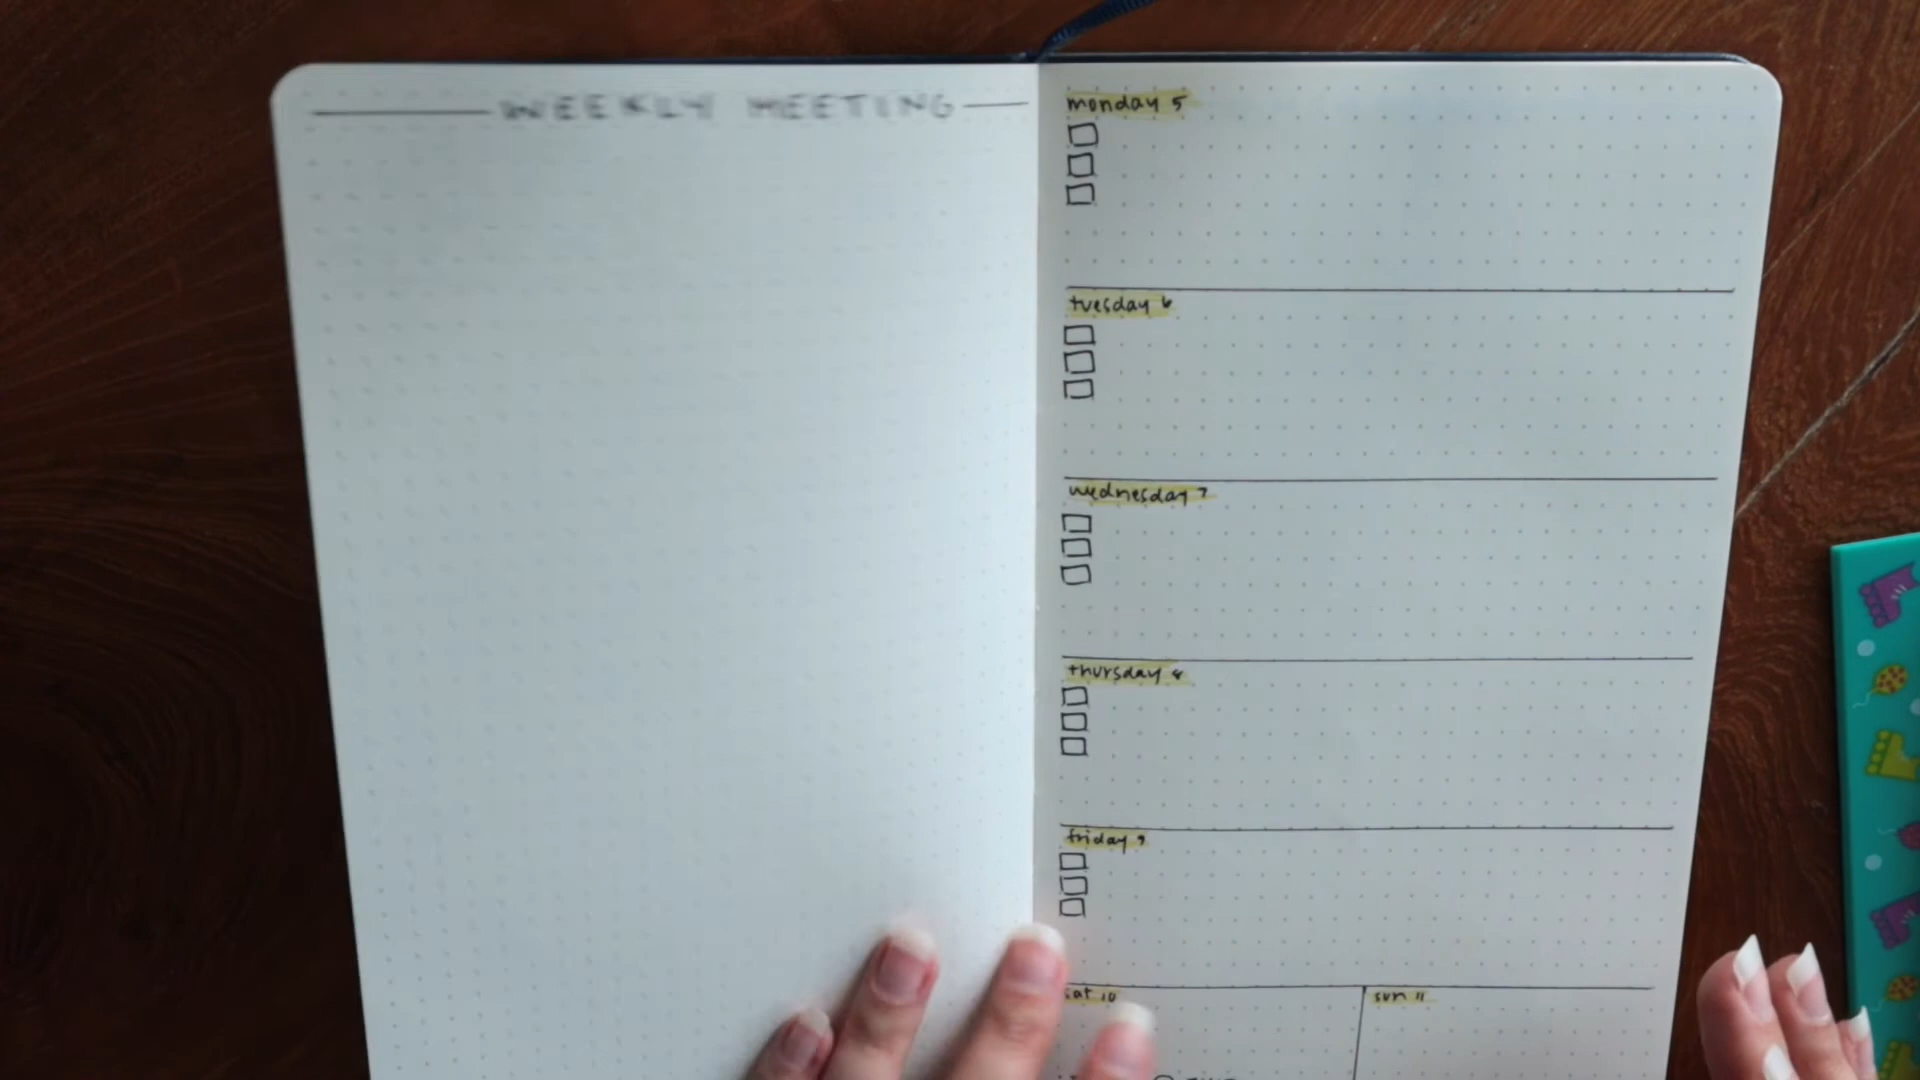 WEEKLY MEETING
monday 5
tuesday 6
wednesday 7
thursday 8
friday 9
sat 10
sun 11